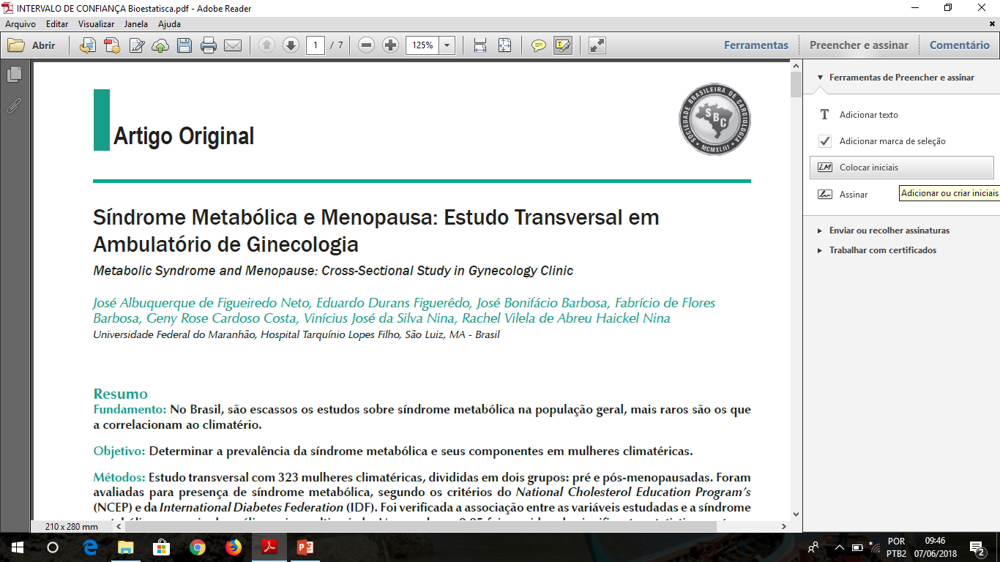 INTERVALO DE CONFIANÇA Bioestatisca.pdf - Adobe Reader
Arquivo Editar Visualizar Janela Ajuda
Abrir 1 / 7 125% Ferramentas Preencher e assinar Comentário
Ferramentas de Preencher e assinar
Adicionar texto
Adicionar marca de seleção
LM Colocar iniciais
Assinar
Adicionar ou criar iniciais
Enviar ou recolher assinaturas
Trabalhar com certificados
SOCIEDADE BRASILEIRA DE CARDIOLOGIA
SBC
MCMXLIII
Artigo Original
Síndrome Metabólica e Menopausa: Estudo Transversal em
Ambulatório de Ginecologia
Metabolic Syndrome and Menopause: Cross-Sectional Study in Gynecology Clinic
José Albuquerque de Figueiredo Neto, Eduardo Durans Figuerêdo, José Bonifácio Barbosa, Fabrício de Flores
Barbosa, Geny Rose Cardoso Costa, Vinícius José da Silva Nina, Rachel Vilela de Abreu Haickel Nina
Universidade Federal do Maranhão, Hospital Tarquínio Lopes Filho, São Luiz, MA - Brasil
Resumo
Fundamento: No Brasil, são escassos os estudos sobre síndrome metabólica na população geral, mais raros são os que
a correlacionam ao climatério.
Objetivo: Determinar a prevalência da síndrome metabólica e seus componentes em mulheres climatéricas.
Métodos: Estudo transversal com 323 mulheres climatéricas, divididas em dois grupos: pré e pós-menopausadas. Foram
avaliadas para presença de síndrome metabólica, segundo os critérios do National Cholesterol Education Program's
(NCEP) e da International Diabetes Federation (IDF). Foi verificada a associação entre as variáveis estudadas e a síndrome
210 x 280 mm
POR 09:46
PTB2 07/06/2018 2